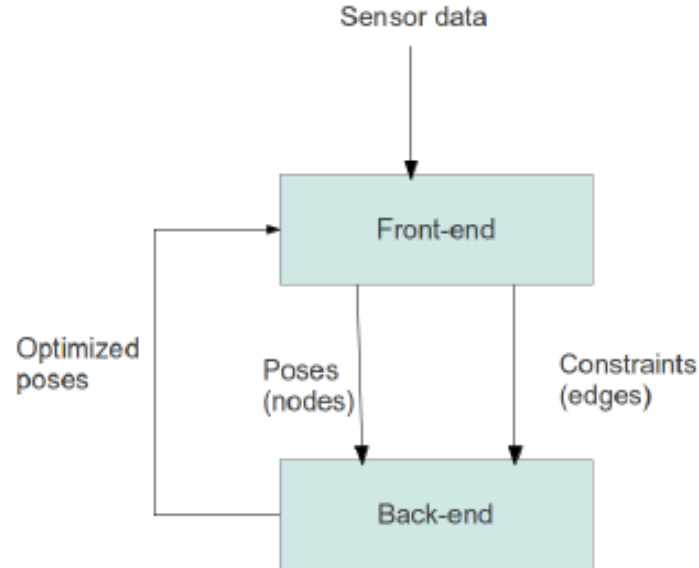 Sensor data
Front-end
Optimized
poses
Poses
(nodes)
Constraints
(edges)
Back-end